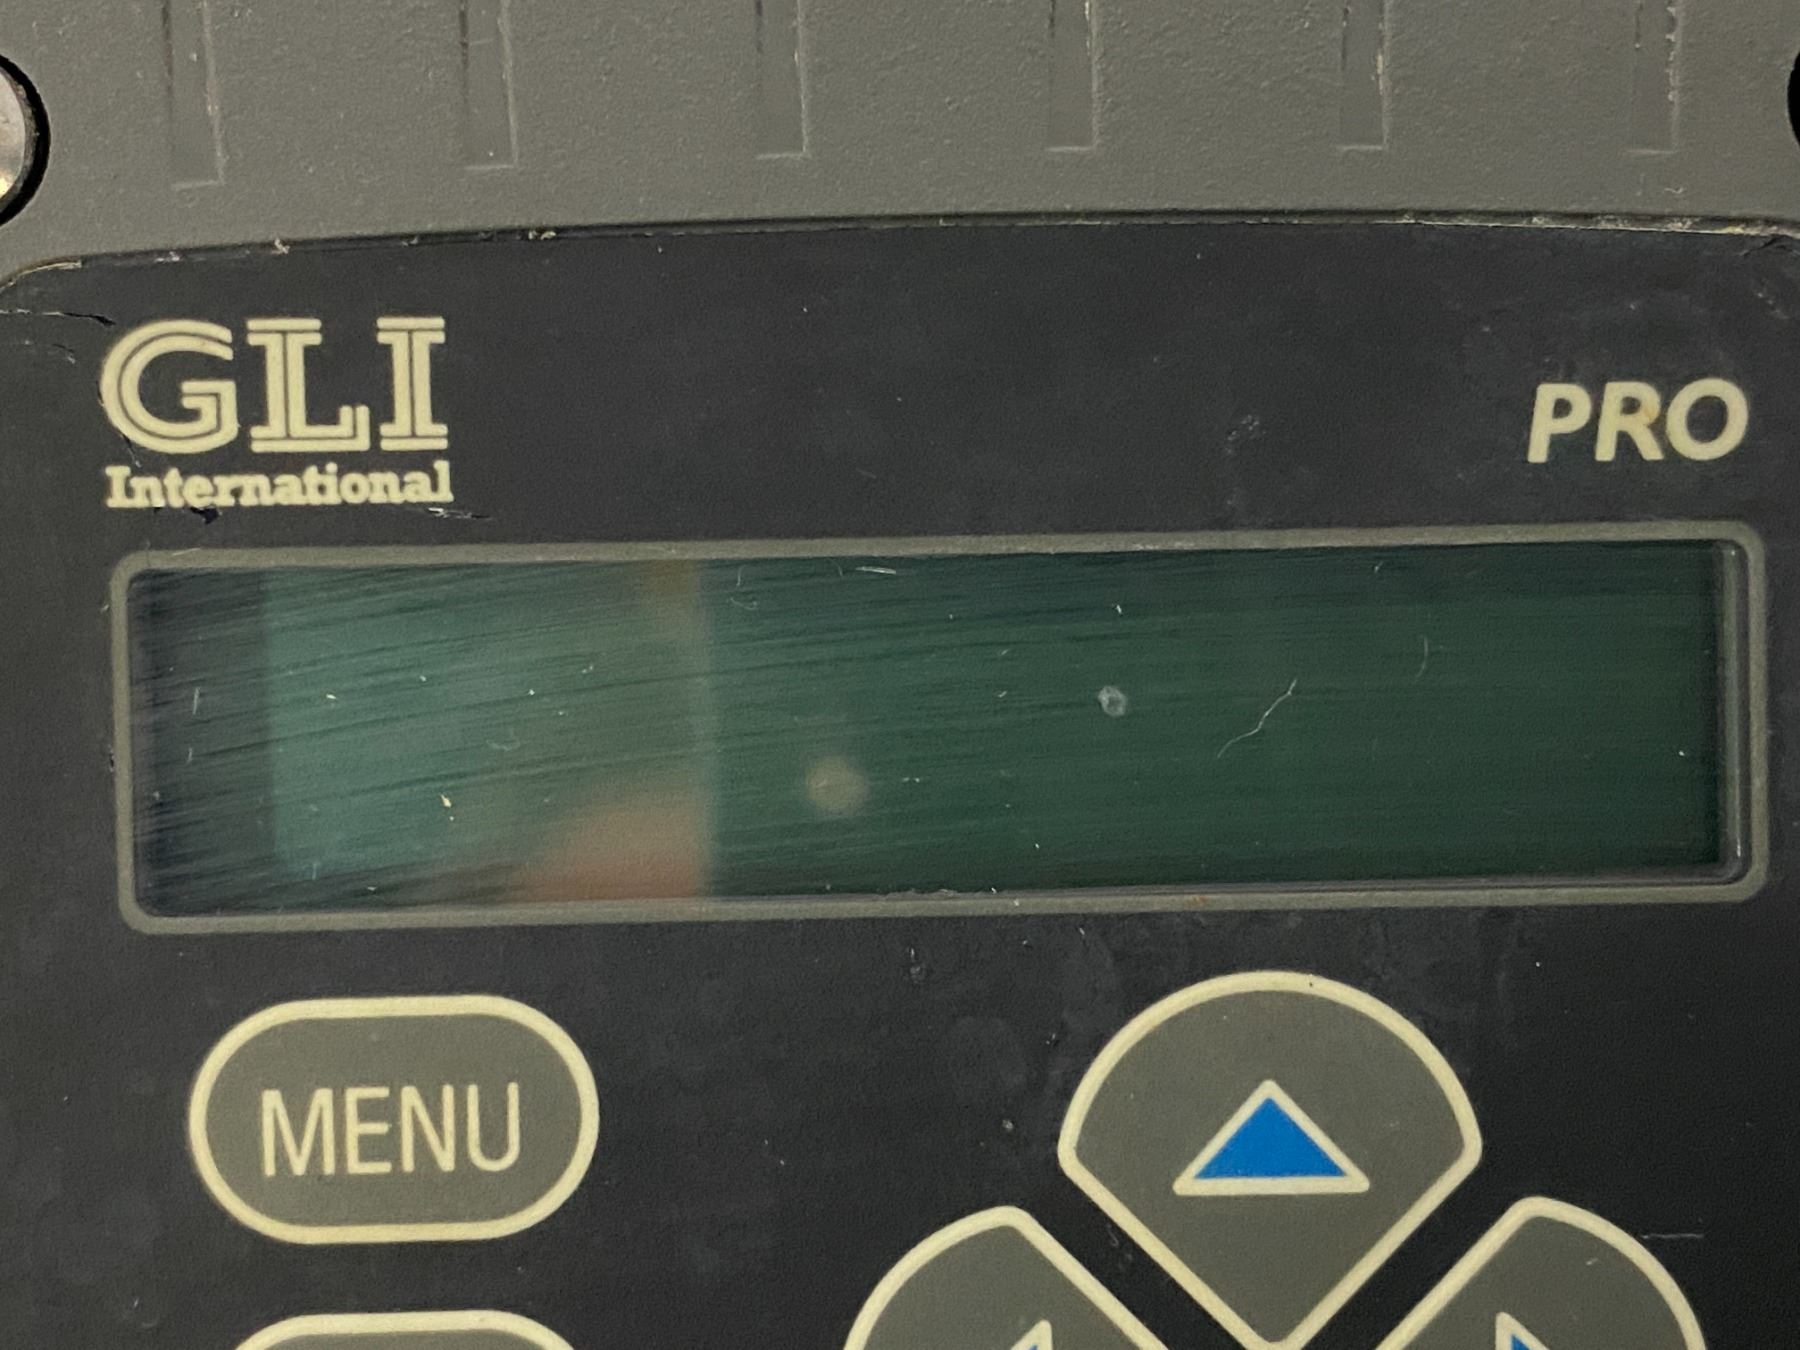 GLI
International
PRO
MENU